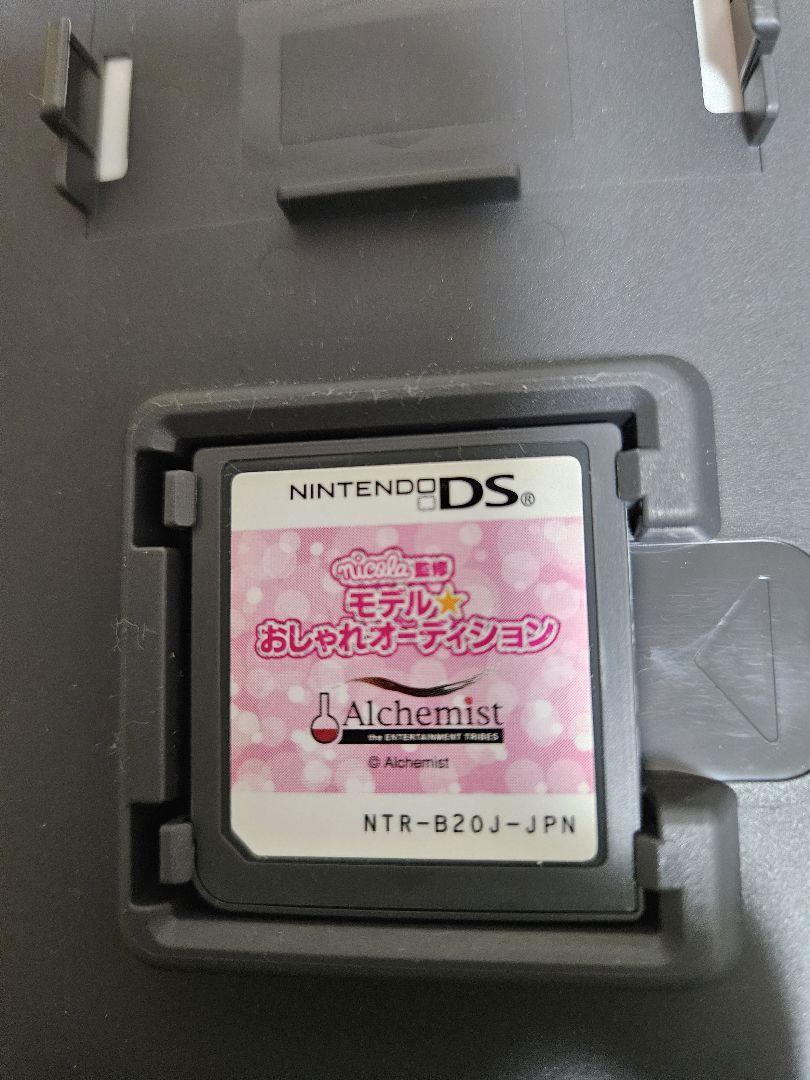 NINTENDO DS®
nicola監修
モデル★
おしゃれオーディション
Alchemist
the ENTERTAINMENT TRIBES
© Alchemist
NTR-B20J-JPN